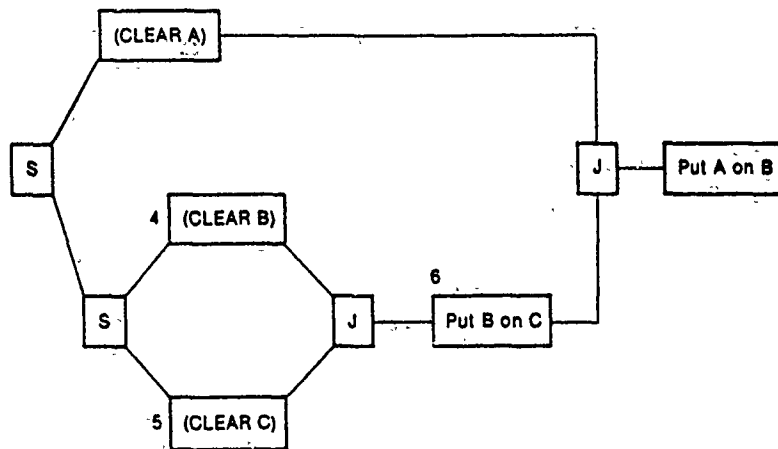 (CLEAR A)
S
J
Put A on B
4
(CLEAR B)
6
S
J
Put B on C
5
(CLEAR C)